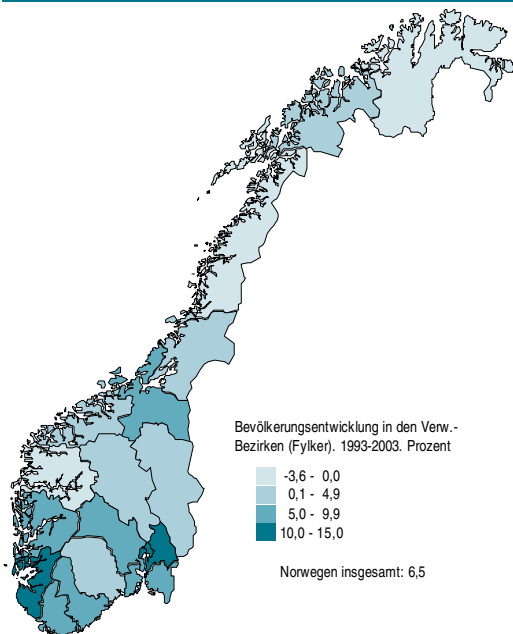 Bevölkerungsentwicklung in den Verw.-
Bezirken (Fylker). 1993-2003. Prozent
-3,6 - 0,0
0,1 - 4,9
5,0 - 9,9
10,0 - 15,0
Norwegen insgesamt: 6,5